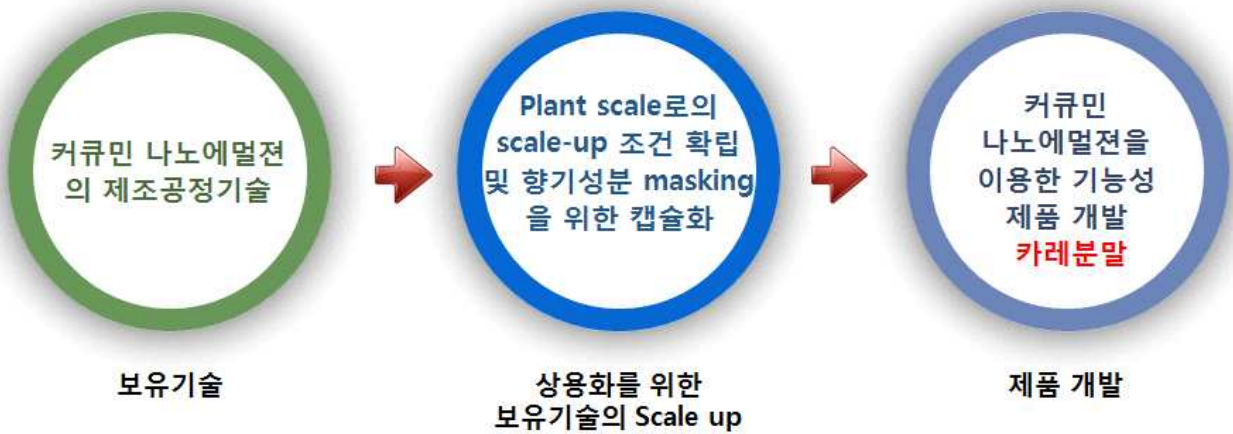 커큐민 나노에멀젼
의 제조공정기술
Plant scale로의
scale-up 조건 확립
및 향기성분 masking
을 위한 캡슐화
커큐민
나노에멀젼을
이용한 기능성
제품 개발
카레분말
보유기술
상용화를 위한
보유기술의 Scale up
제품 개발